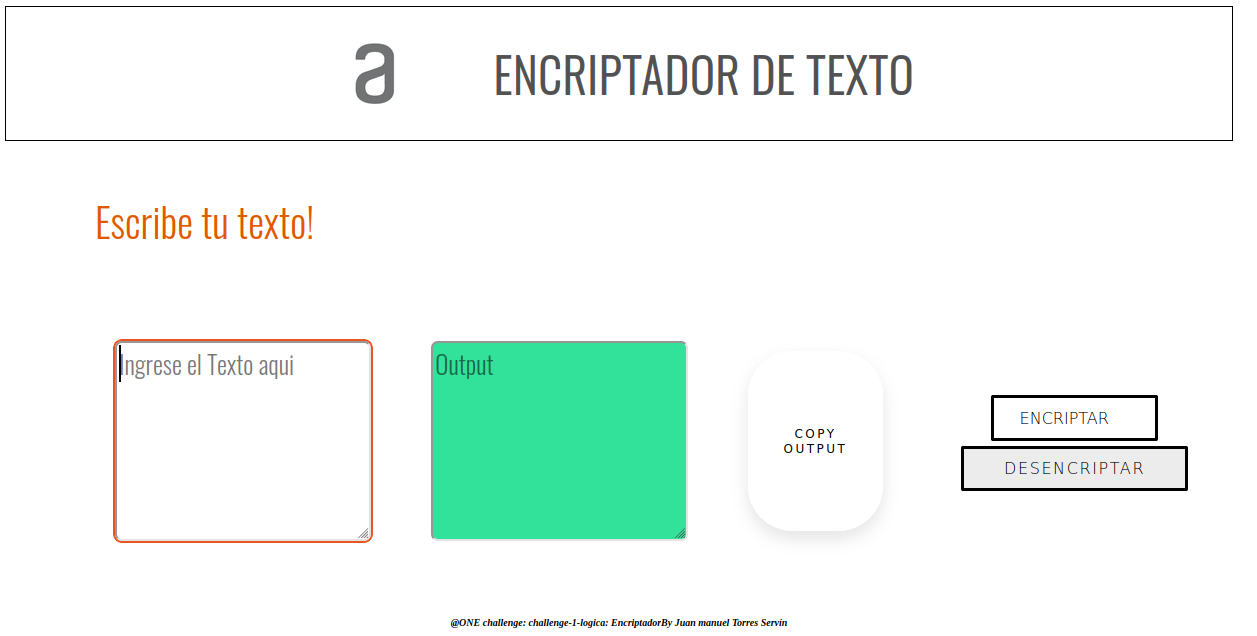 a ENCRIPTADOR DE TEXTO
Escribe tu texto!
Ingrese el Texto aqui
Output
COPY
OUTPUT
ENCRIPTAR
DESENCRIPTAR
@ONE challenge: challenge-1-logica: EncriptadorBy Juan manuel Torres Servín